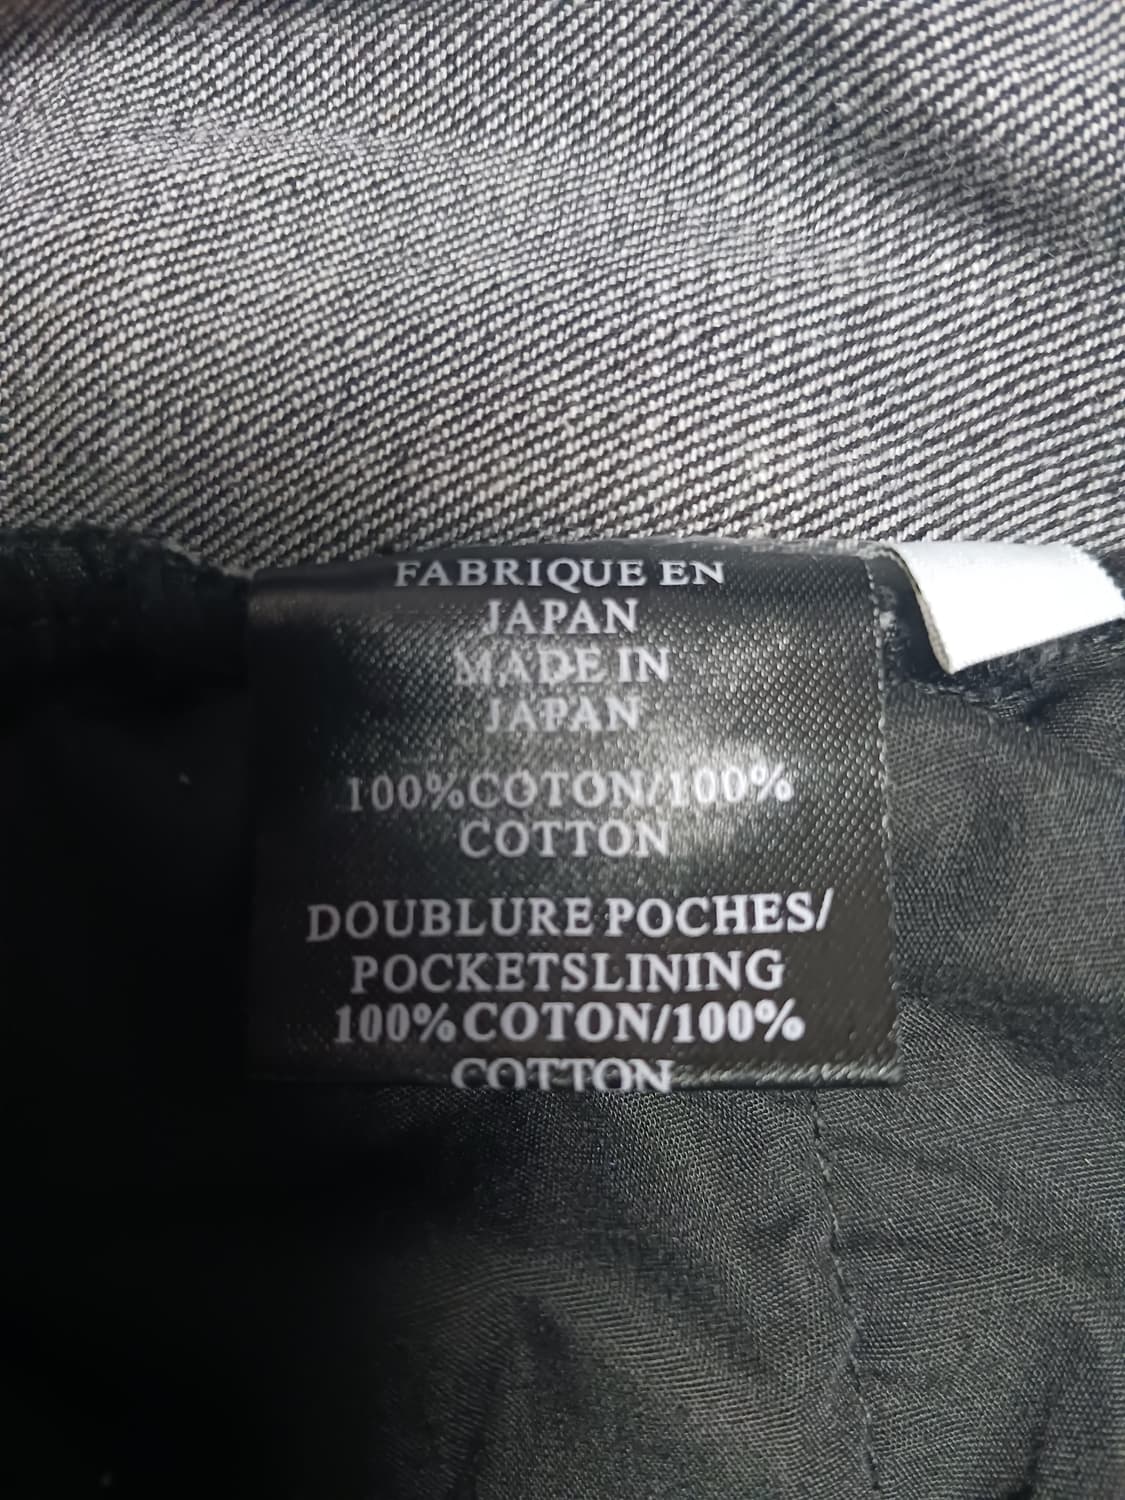 FABRIQUE EN
JAPAN
MADE IN
JAPAN
100%COTON/100%
COTTON
DOUBLURE POCHES/
POCKETSLINING
100%COTON/100%
COTTON